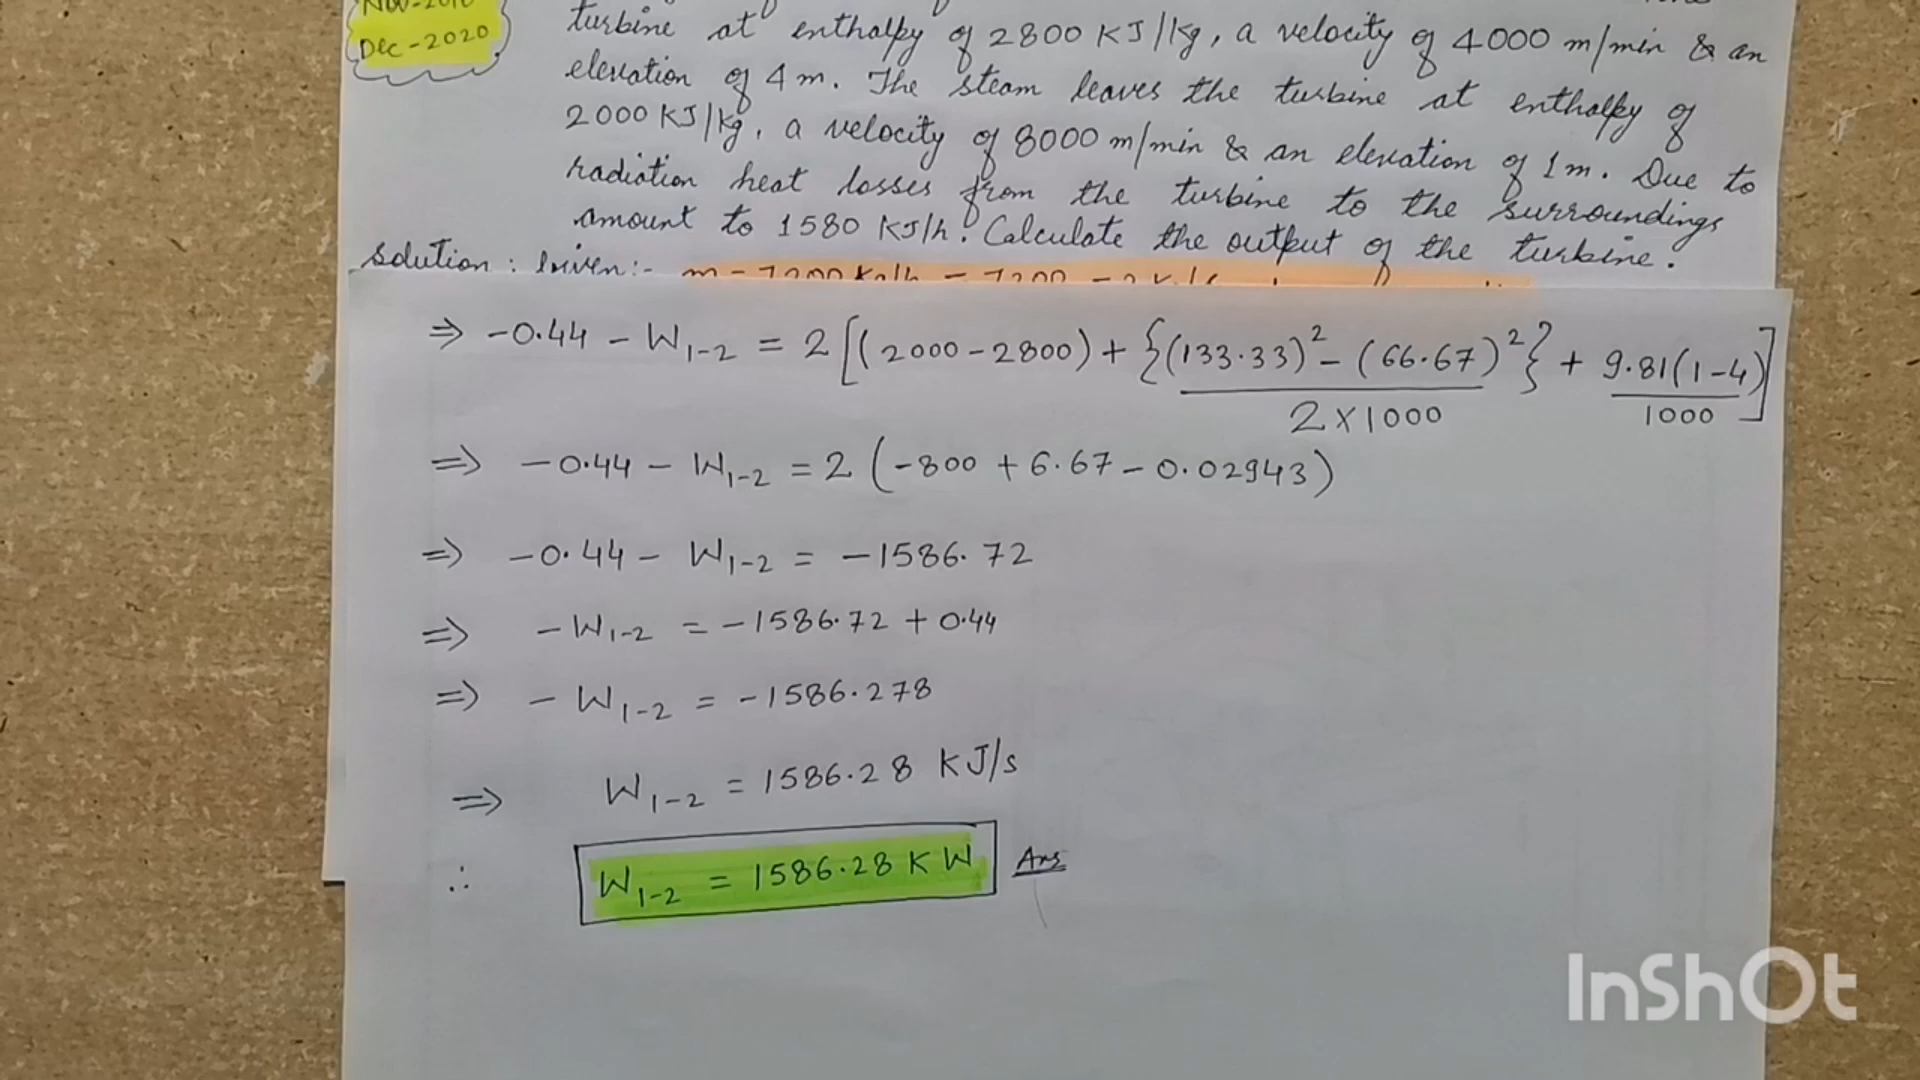 Dec-2020
turbine at enthalpy of 2800 KJ/kg, a velocity of 4000 m/min & an
elevation of 4m. The steam leaves the turbine at enthalpy of
2000 KJ/kg, a velocity of 8000 m/min & an elevation of 1m. Due to
radiation heat losses from the turbine to the surroundings
amount to 1580 KJ/h. Calculate the output of the turbine.
Solution: Given:-
⇒ -0.44 - W1-2 = 2[(2000-2800) + {(133.33)² - (66.67)²} + 9.81(1-4)]
2×1000 1000
⇒ -0.44 - W1-2 = 2 (-800 + 6.67 - 0.02943)
⇒ -0.44 - W1-2 = -1586.72
⇒ -W1-2 = -1586.72 + 0.44
⇒ -W1-2 = -1586.278
⇒ W1-2 = 1586.28 KJ/s
∴ W1-2 = 1586.28 KW Ans
InShOt